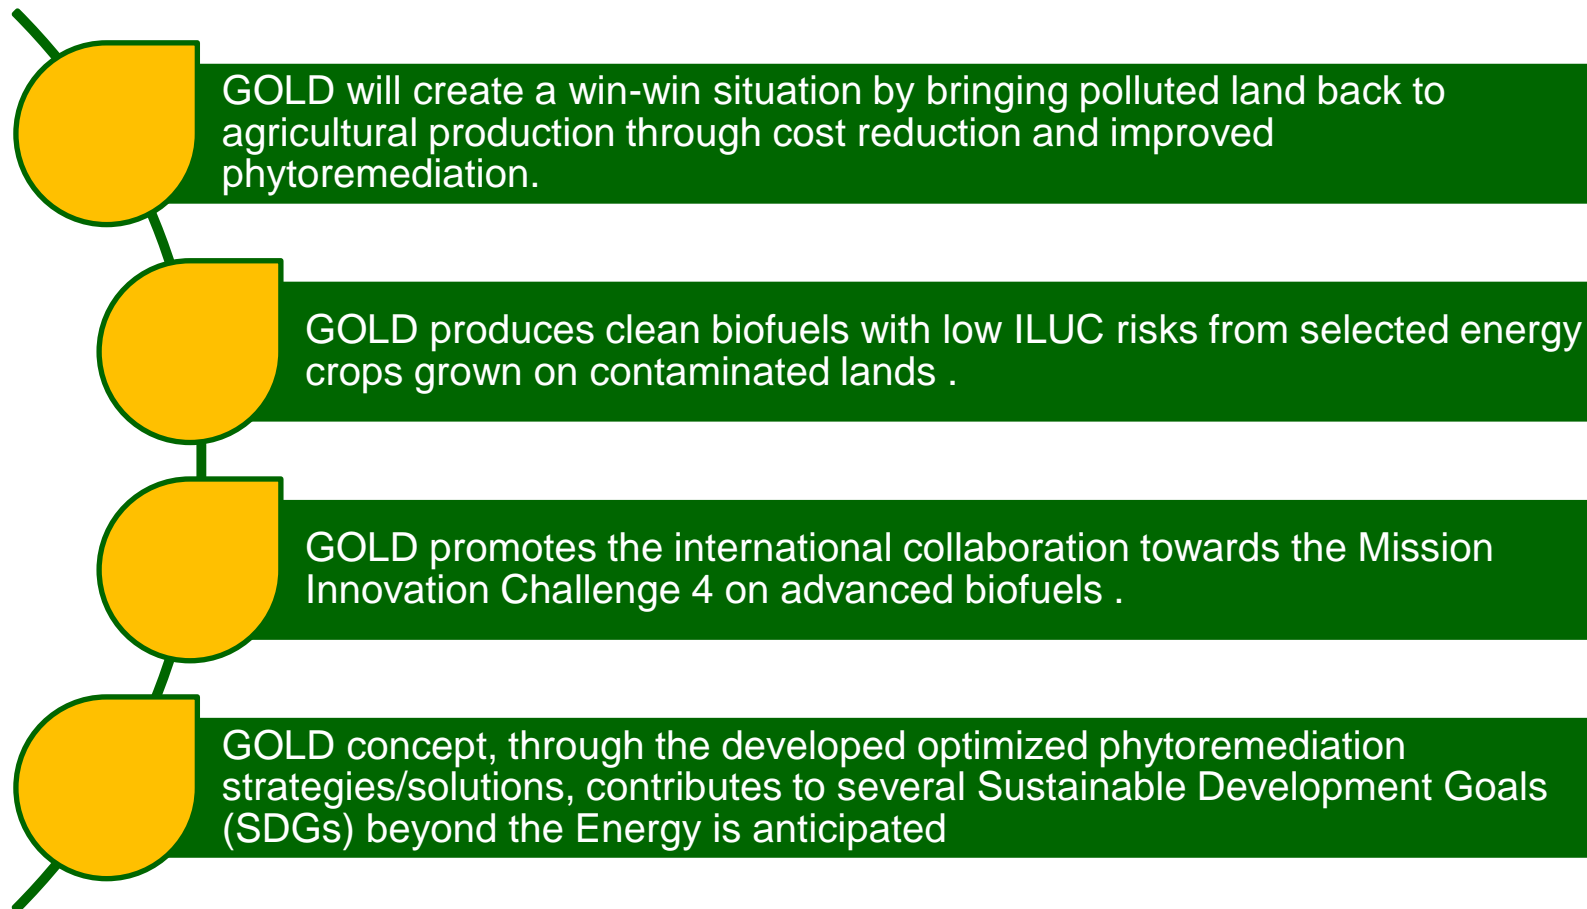 GOLD will create a win-win situation by bringing polluted land back to
agricultural production through cost reduction and improved
phytoremediation.
GOLD produces clean biofuels with low ILUC risks from selected energy
crops grown on contaminated lands .
GOLD promotes the international collaboration towards the Mission
Innovation Challenge 4 on advanced biofuels .
GOLD concept, through the developed optimized phytoremediation
strategies/solutions, contributes to several Sustainable Development Goals
(SDGs) beyond the Energy is anticipated